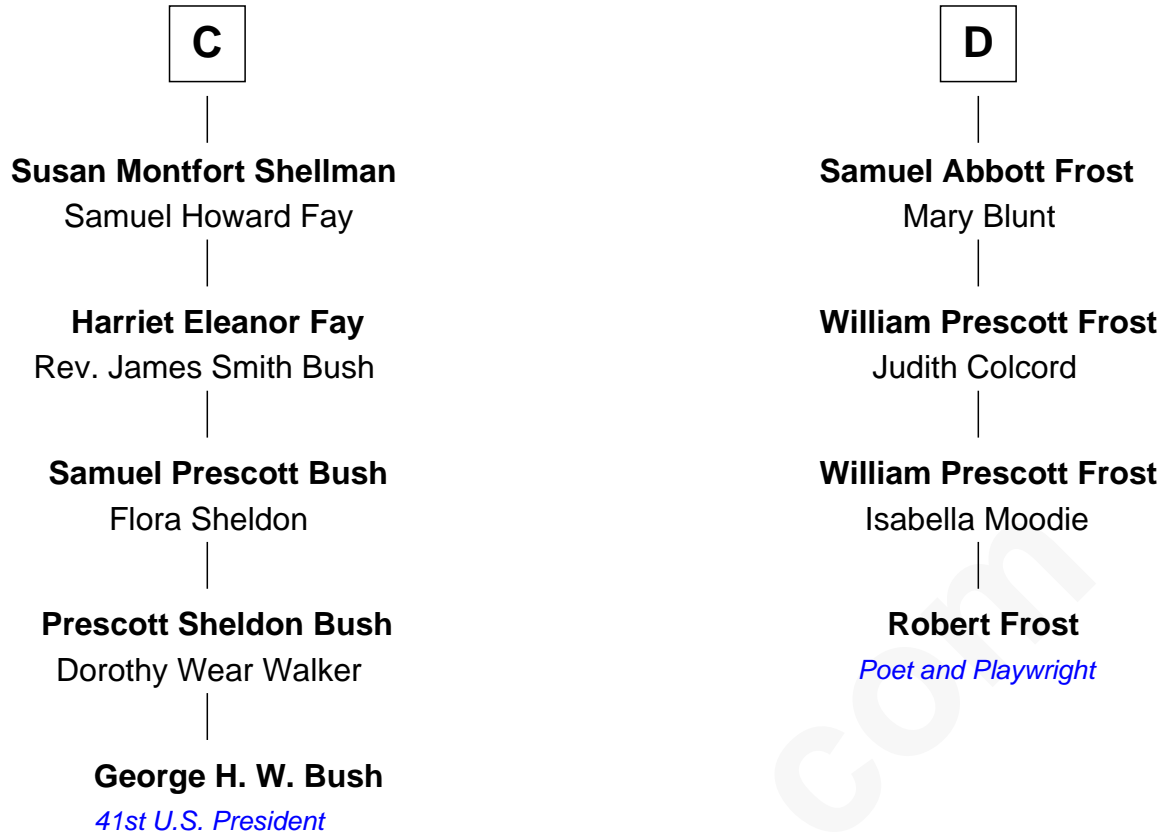 C
Susan Montfort Shellman
Samuel Howard Fay
Harriet Eleanor Fay
Rev. James Smith Bush
Samuel Prescott Bush
Flora Sheldon
Prescott Sheldon Bush
Dorothy Wear Walker
George H. W. Bush
41st U.S. President
D
Samuel Abbott Frost
Mary Blunt
William Prescott Frost
Judith Colcord
William Prescott Frost
Isabella Moodie
Robert Frost
Poet and Playwright
com